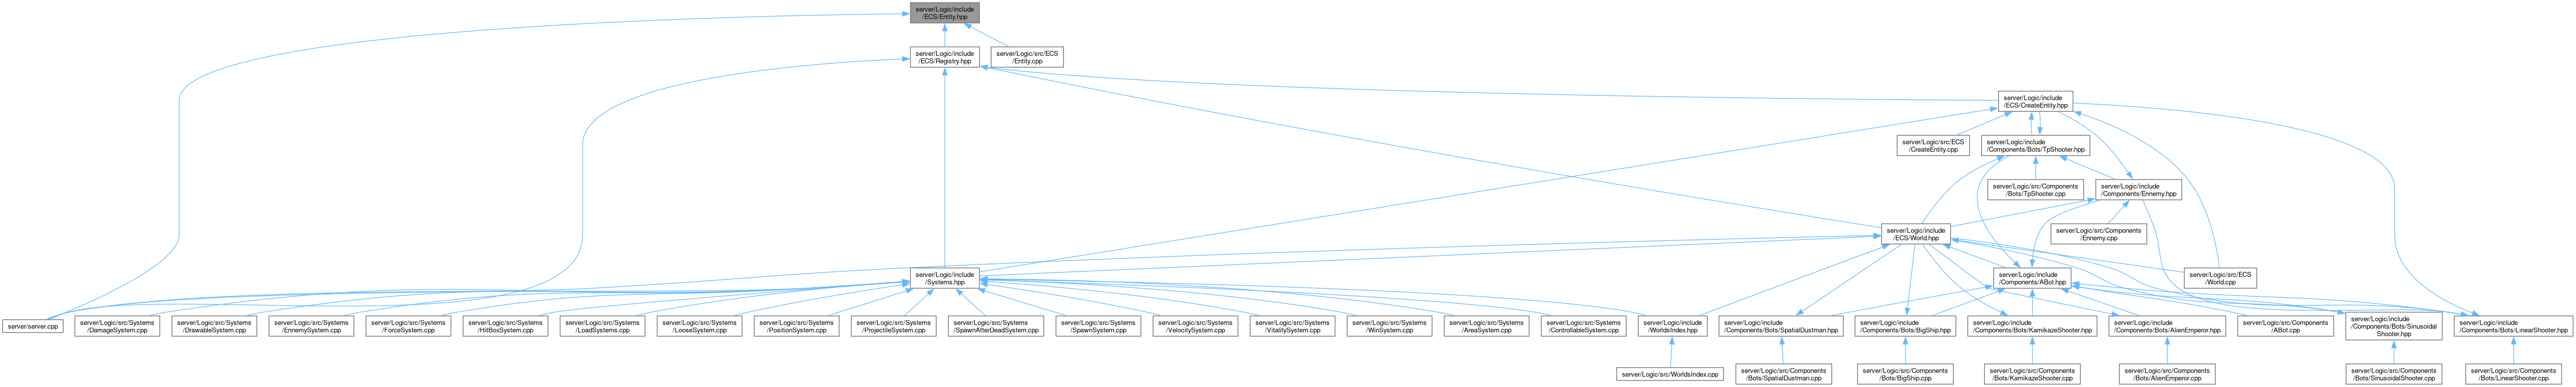 server/Logic/include
/ECS/Entity.hpp
server/Logic/include
/ECS/Registry.hpp
server/Logic/src/ECS
/Entity.cpp
server/Logic/include
/ECS/CreateEntity.hpp
server/Logic/src/ECS
/CreateEntity.cpp
server/Logic/include
/Components/Bots/TpShooter.hpp
server/Logic/src/Components
/Bots/TpShooter.cpp
server/Logic/include
/Components/Ennemy.hpp
server/Logic/include
/ECS/World.hpp
server/Logic/src/Components
/Ennemy.cpp
server/Logic/include
/Systems.hpp
server/Logic/include
/Components/ABot.hpp
server/Logic/src/ECS
/World.cpp
server/server.cpp
server/Logic/src/Systems
/DamageSystem.cpp
server/Logic/src/Systems
/DrawableSystem.cpp
server/Logic/src/Systems
/EnnemySystem.cpp
server/Logic/src/Systems
/ForceSystem.cpp
server/Logic/src/Systems
/HitBoxSystem.cpp
server/Logic/src/Systems
/LoadSystems.cpp
server/Logic/src/Systems
/LooseSystem.cpp
server/Logic/src/Systems
/PositionSystem.cpp
server/Logic/src/Systems
/ProjectileSystem.cpp
server/Logic/src/Systems
/SpawnAfterDeadSystem.cpp
server/Logic/src/Systems
/SpawnSystem.cpp
server/Logic/src/Systems
/VelocitySystem.cpp
server/Logic/src/Systems
/VitalitySystem.cpp
server/Logic/src/Systems
/WinSystem.cpp
server/Logic/src/Systems
/AreaSystem.cpp
server/Logic/src/Systems
/ControllableSystem.cpp
server/Logic/include
/WorldsIndex.hpp
server/Logic/include
/Components/Bots/SpatialDustman.hpp
server/Logic/include
/Components/Bots/BigShip.hpp
server/Logic/include
/Components/Bots/KamikazeShooter.hpp
server/Logic/include
/Components/Bots/AlienEmperor.hpp
server/Logic/src/Components
/ABot.cpp
server/Logic/include
/Components/Bots/Sinusoidal
Shooter.hpp
server/Logic/include
/Components/Bots/LinearShooter.hpp
server/Logic/src/WorldsIndex.cpp
server/Logic/src/Components
/Bots/SpatialDustman.cpp
server/Logic/src/Components
/Bots/BigShip.cpp
server/Logic/src/Components
/Bots/KamikazeShooter.cpp
server/Logic/src/Components
/Bots/AlienEmperor.cpp
server/Logic/src/Components
/Bots/SinusoidalShooter.cpp
server/Logic/src/Components
/Bots/LinearShooter.cpp